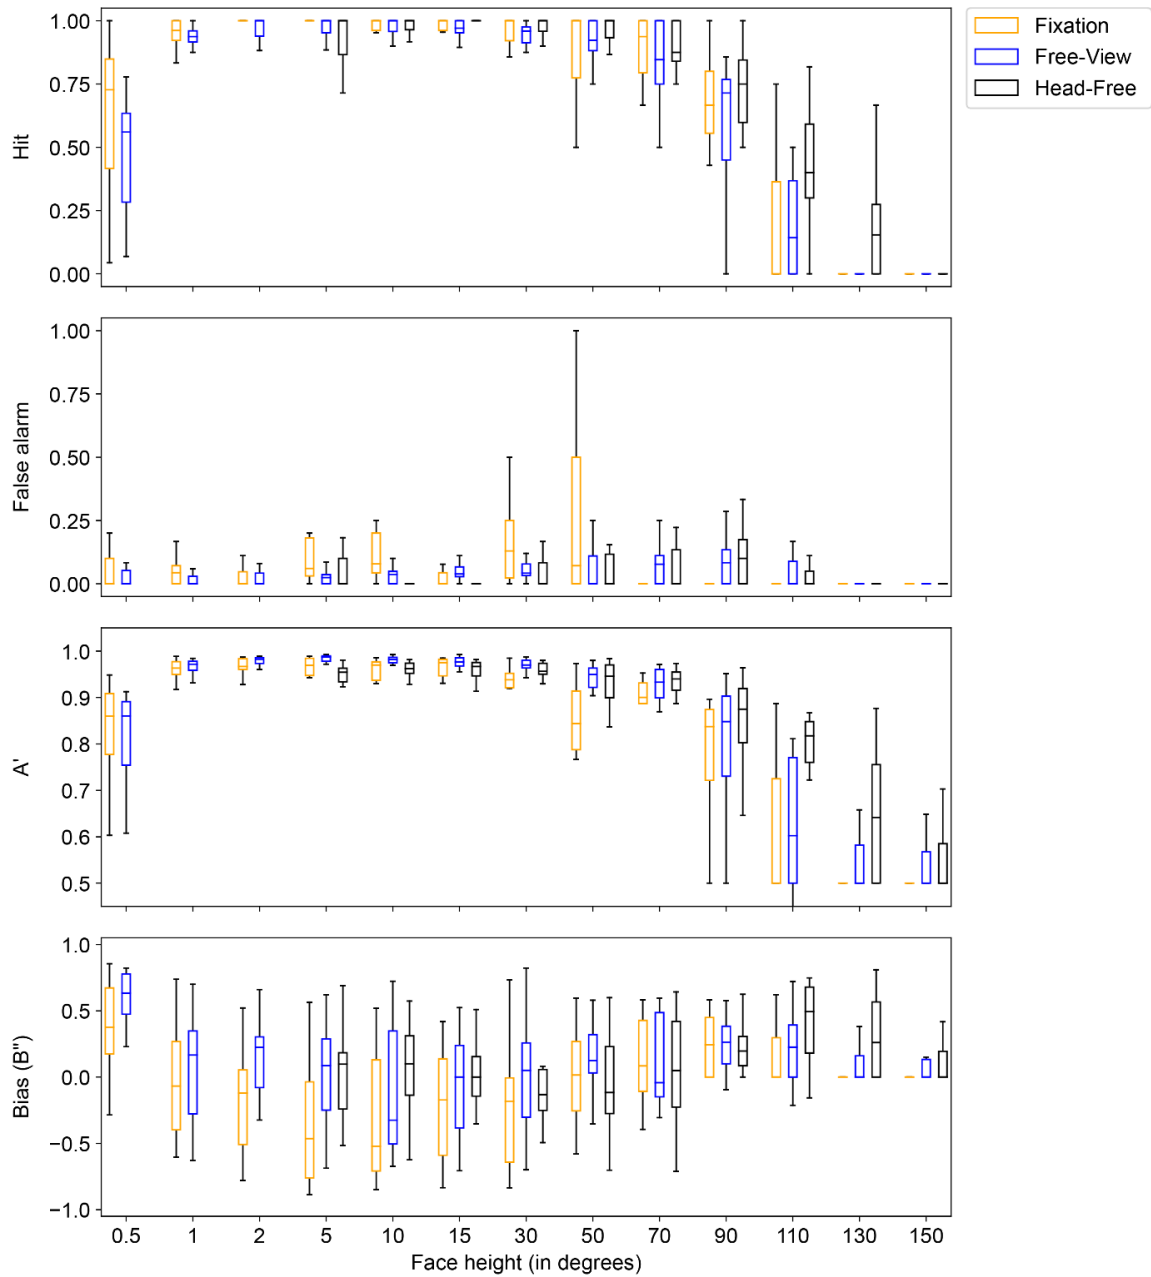 Fixation
Free-View
Head-Free
1.00
0.75
0.50
0.25
0.00
Hit
1.00
0.75
0.50
0.25
0.00
False alarm
1.0
0.9
0.8
0.7
0.6
0.5
A'
1.0
0.5
0.0
−0.5
−1.0
Bias (B'')
0.5 1 2 5 10 15 30 50 70 90 110 130 150
Face height (in degrees)